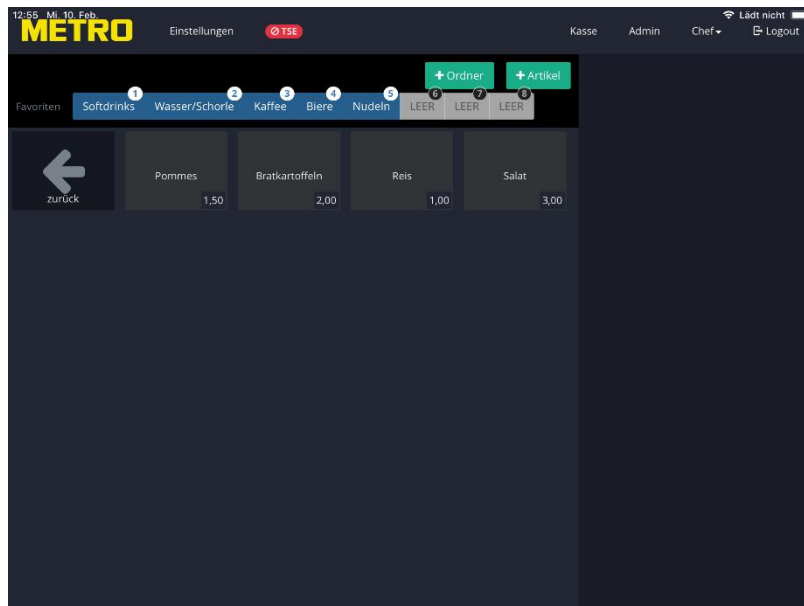 12:55 Mi. 10. Feb. Lädt nicht
METRO Einstellungen TSE Kasse Admin Chef Logout
+Ordner +Artikel
1 2 3 4 5 6 7 8
Favoriten Softdrinks Wasser/Schorle Kaffee Biere Nudeln LEER LEER LEER
Pommes Bratkartoffeln Reis Salat
zurück 1,50 2,00 1,00 3,00